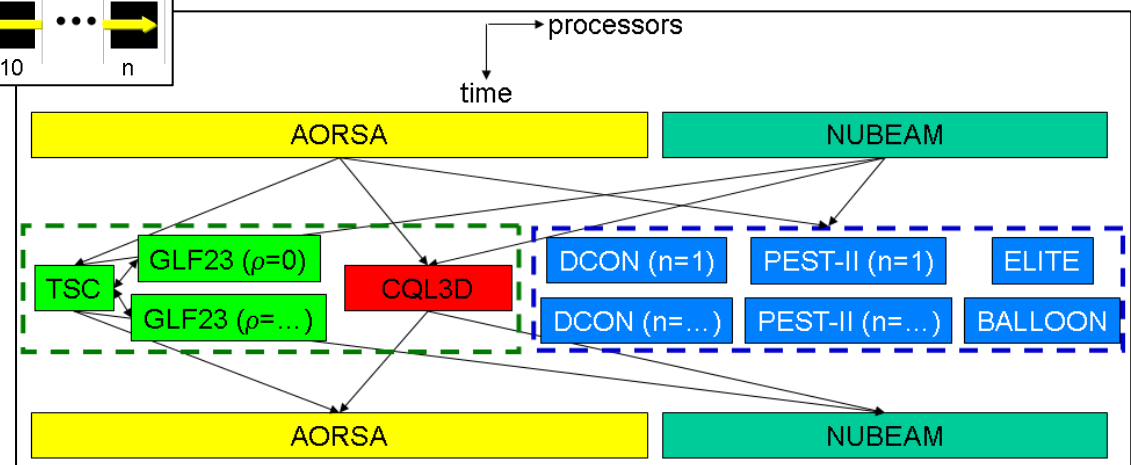 •••
10 n
processors
time
AORSA NUBEAM
GLF23 (ρ=0) DCON (n=1) PEST-II (n=1) ELITE
TSC CQL3D
GLF23 (ρ=...) DCON (n=...) PEST-II (n=...) BALLOON
AORSA NUBEAM